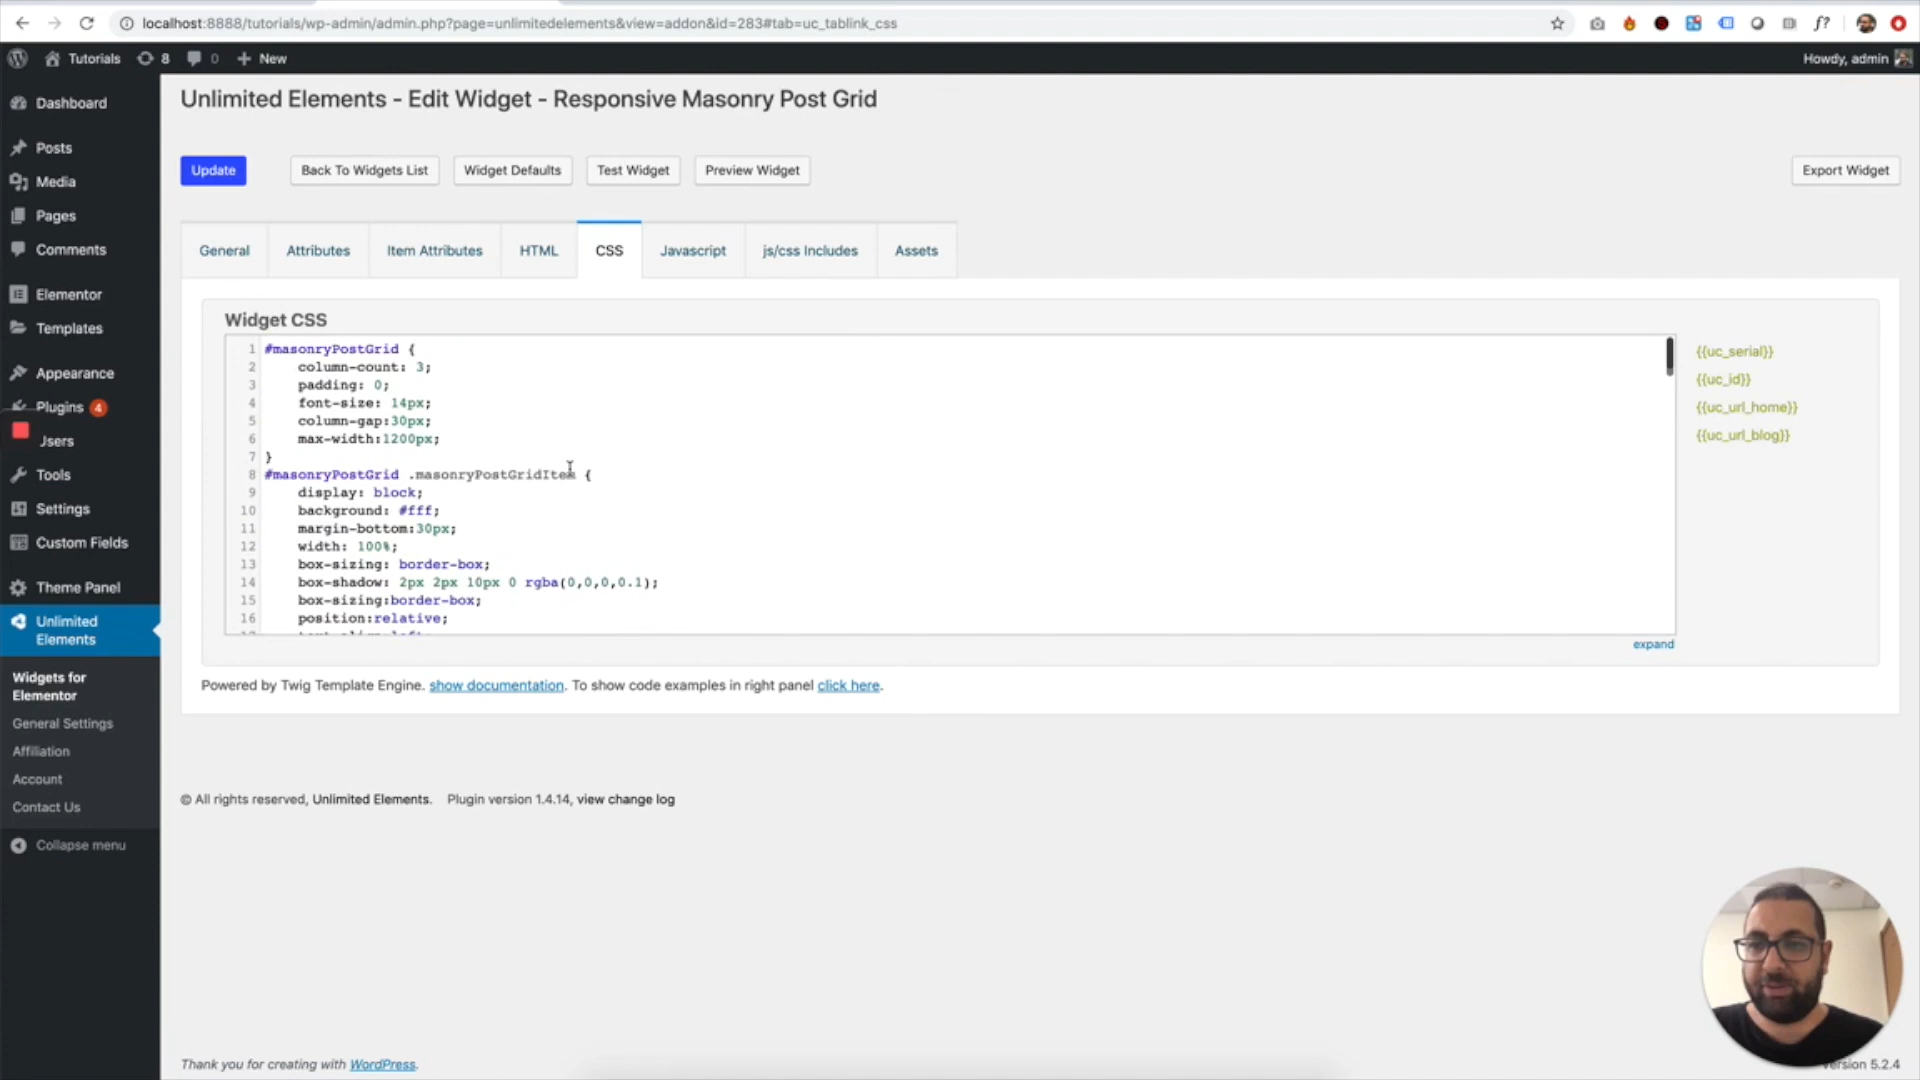 localhost:8888/tutorials/wp-admin/admin.php?page=unlimitedelements&view=addon&id=283#tab=uc_tablink_css
f?
Tutorials 8 0 + New
Howdy, admin
Dashboard
Posts
Media
Pages
Comments
Elementor
Templates
Appearance
Plugins 4
Jsers
Tools
Settings
Custom Fields
Theme Panel
Unlimited
Elements
Widgets for
Elementor
General Settings
Affiliation
Account
Contact Us
Collapse menu
Unlimited Elements - Edit Widget - Responsive Masonry Post Grid
Update
Back To Widgets List
Widget Defaults
Test Widget
Preview Widget
Export Widget
General
Attributes
Item Attributes
HTML
CSS
Javascript
js/css Includes
Assets
Widget CSS
1 #masonryPostGrid {
2 column-count: 3;
3 padding: 0;
4 font-size: 14px;
5 column-gap:30px;
6 max-width:1200px;
7 }
8 #masonryPostGrid .masonryPostGridItem {
9 display: block;
10 background: #fff;
11 margin-bottom:30px;
12 width: 100%;
13 box-sizing: border-box;
14 box-shadow: 2px 2px 10px 0 rgba(0,0,0,0.1);
15 box-sizing:border-box;
16 position:relative;
{{uc_serial}}
{{uc_id}}
{{uc_url_home}}
{{uc_url_blog}}
expand
Powered by Twig Template Engine. show documentation. To show code examples in right panel click here.
© All rights reserved, Unlimited Elements. Plugin version 1.4.14, view change log
Thank you for creating with WordPress.
Version 5.2.4